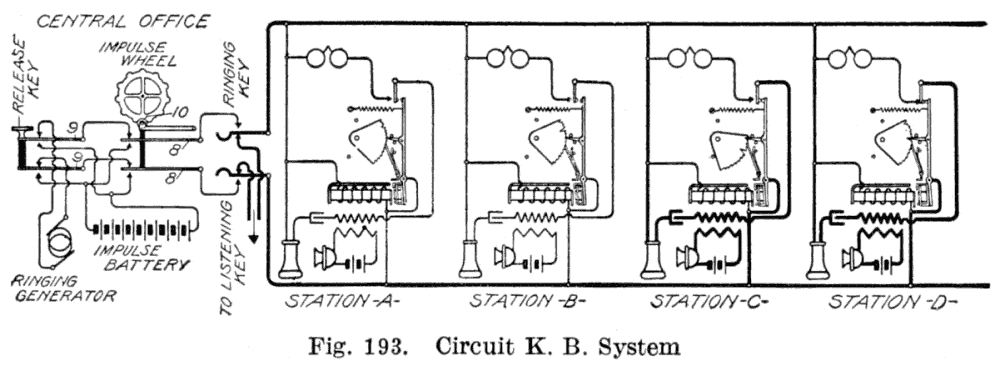 CENTRAL OFFICE
RELEASE
KEY
IMPULSE
WHEEL
10
RINGING
KEY
9
9
8'
8'
IMPULSE
BATTERY
RINGING
GENERATOR
TO LISTENING
KEY
STATION -A-
STATION -B-
STATION -C-
STATION -D-
Fig. 193. Circuit K. B. System